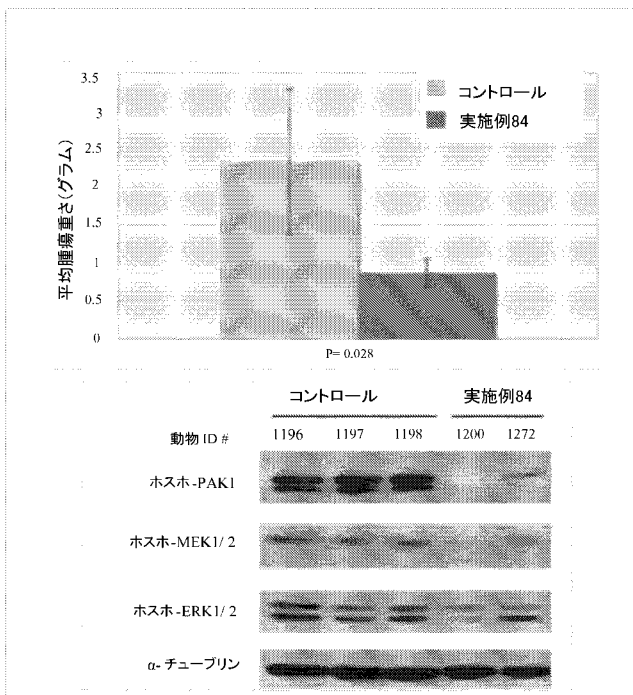 3.5
3
2.5
2
1.5
1
0.5
0
平均腫瘍重さ(グラム)
コントロール
実施例84
P= 0.028
コントロール 実施例84
動物 ID # 1196 1197 1198 1200 1272
ホスホ-PAK1
ホスホ-MEK1/ 2
ホスホ-ERK1/ 2
α- チューブリン